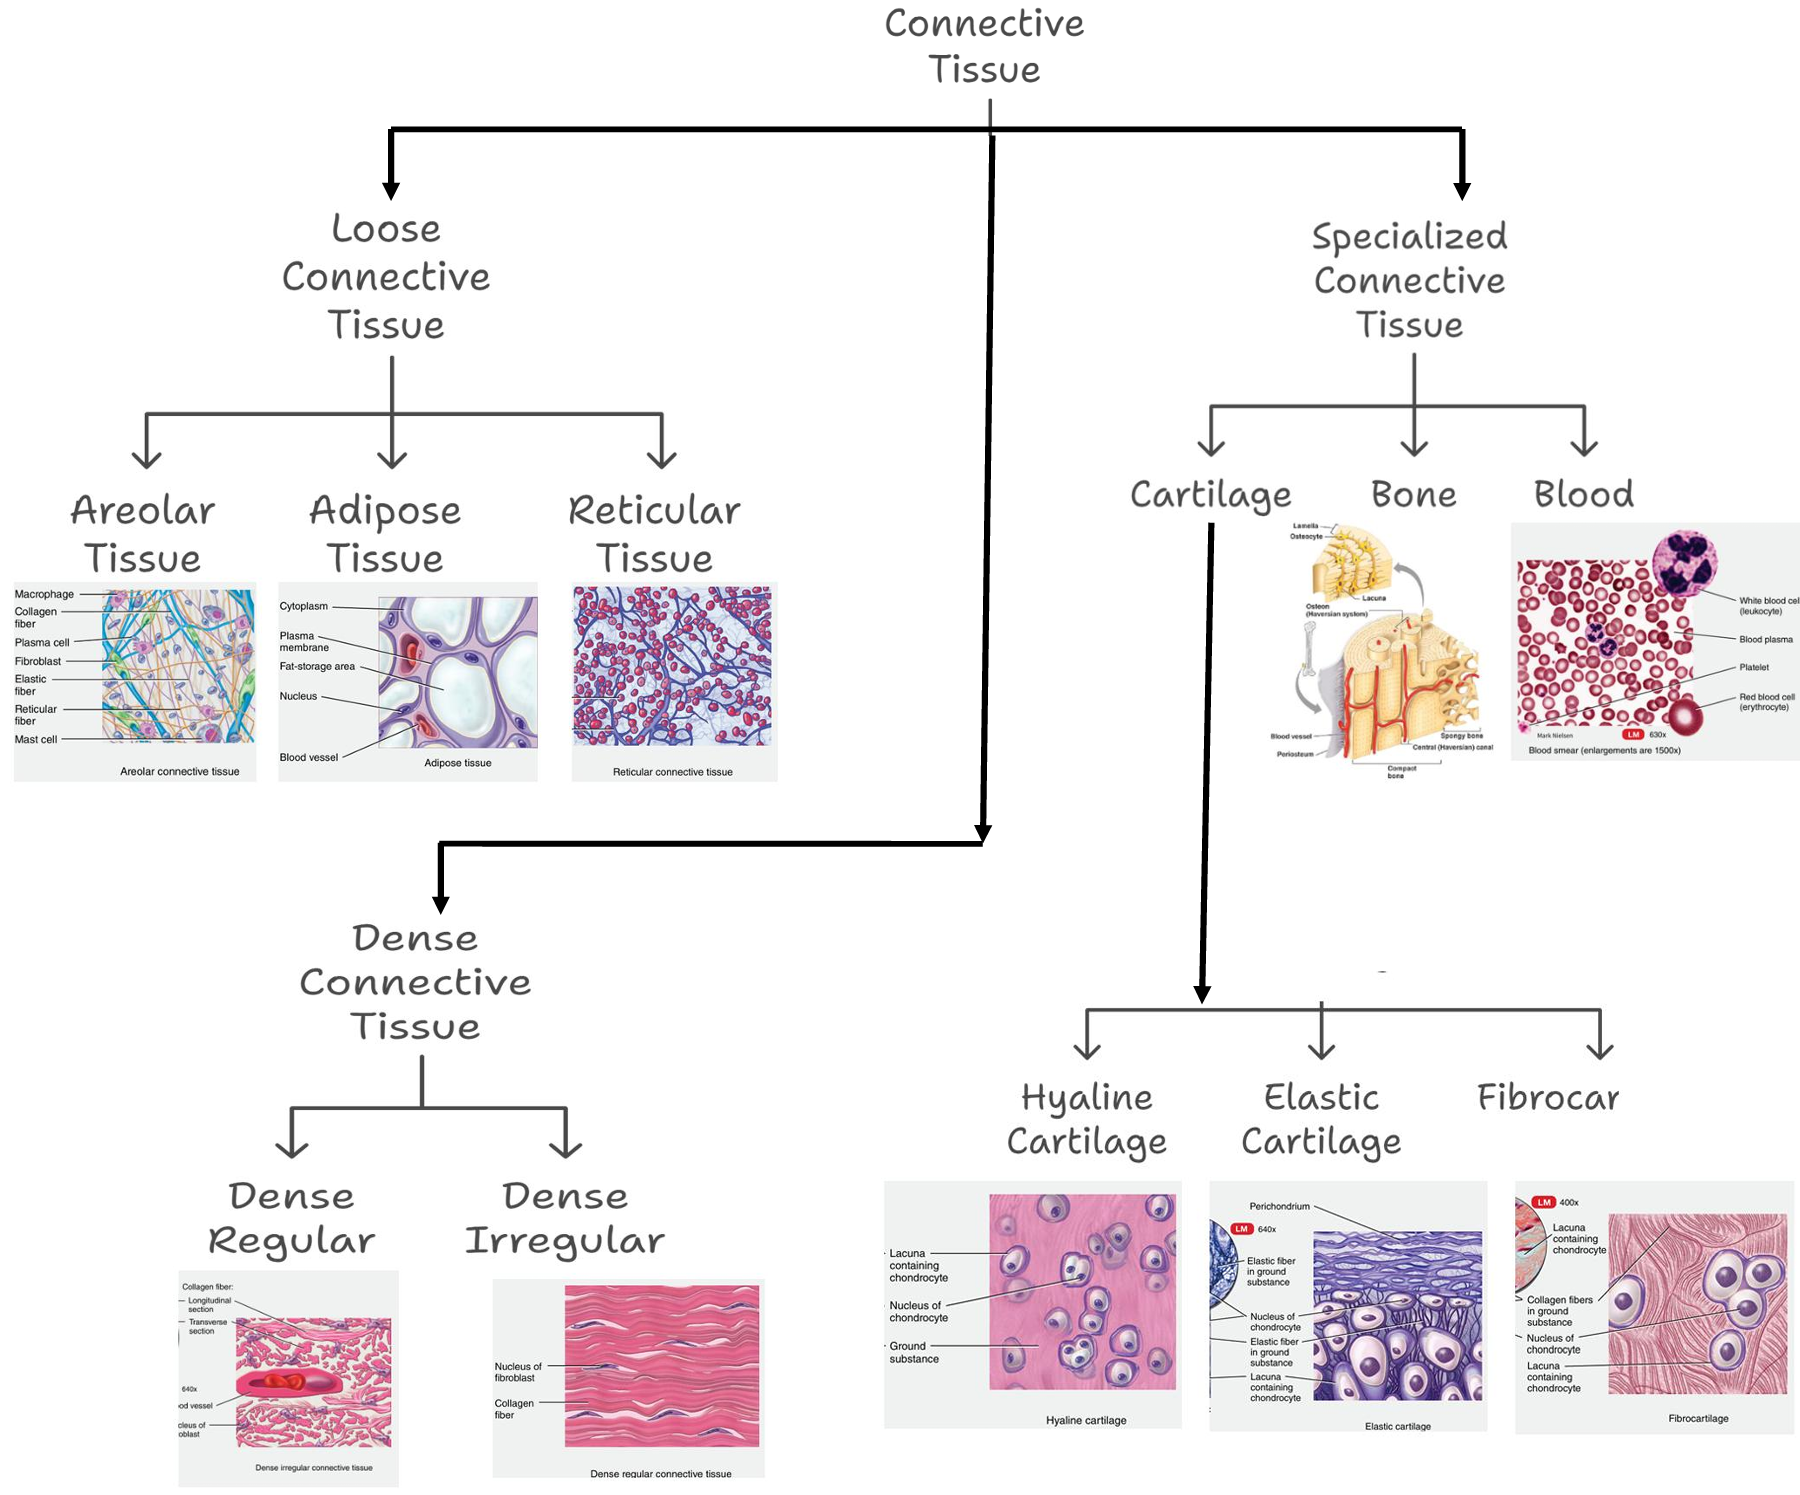 Connective
Tissue
Loose
Connective
Tissue
Specialized
Connective
Tissue
Areolar
Tissue
Adipose
Tissue
Reticular
Tissue
Cartilage
Bone
Blood
Macrophage
Collagen
fiber
Plasma cell
Fibroblast
Elastic
fiber
Reticular
fiber
Mast cell
Areolar connective tissue
Cytoplasm
Plasma
membrane
Fat-storage area
Nucleus
Blood vessel
Adipose tissue
Reticular connective tissue
Lamella
Osteocyte
Lacuna
Osteon
(Haversian system)
Blood vessel
Periosteum
Spongy bone
Central (Haversian) canal
Compact
bone
White blood cel
(leukocyte)
Blood plasma
Platelet
Red blood cell
(erythrocyte)
Mark Nielsen
LM 630x
Blood smear (enlargements are 1500x)
Dense
Connective
Tissue
Dense
Regular
Dense
Irregular
Collagen fiber:
Longitudinal
section
Transverse
section
640x
od vessel
cleus of
oblast
Dense irregular connective tissue
Nucleus of
fibroblast
Collagen
fiber
Dense regular connective tissue
Hyaline
Cartilage
Elastic
Cartilage
Fibrocar
Lacuna
containing
chondrocyte
Nucleus of
chondrocyte
Ground
substance
Hyaline cartilage
Perichondrium
LM 640x
Elastic fiber
in ground
substance
Nucleus of
chondrocyte
Elastic fiber
in ground
substance
Lacuna
containing
chondrocyte
Elastic cartilage
LM 400x
Lacuna
containing
chondrocyte
Collagen fibers
in ground
substance
Nucleus of
chondrocyte
Lacuna
containing
chondrocyte
Fibrocartilage